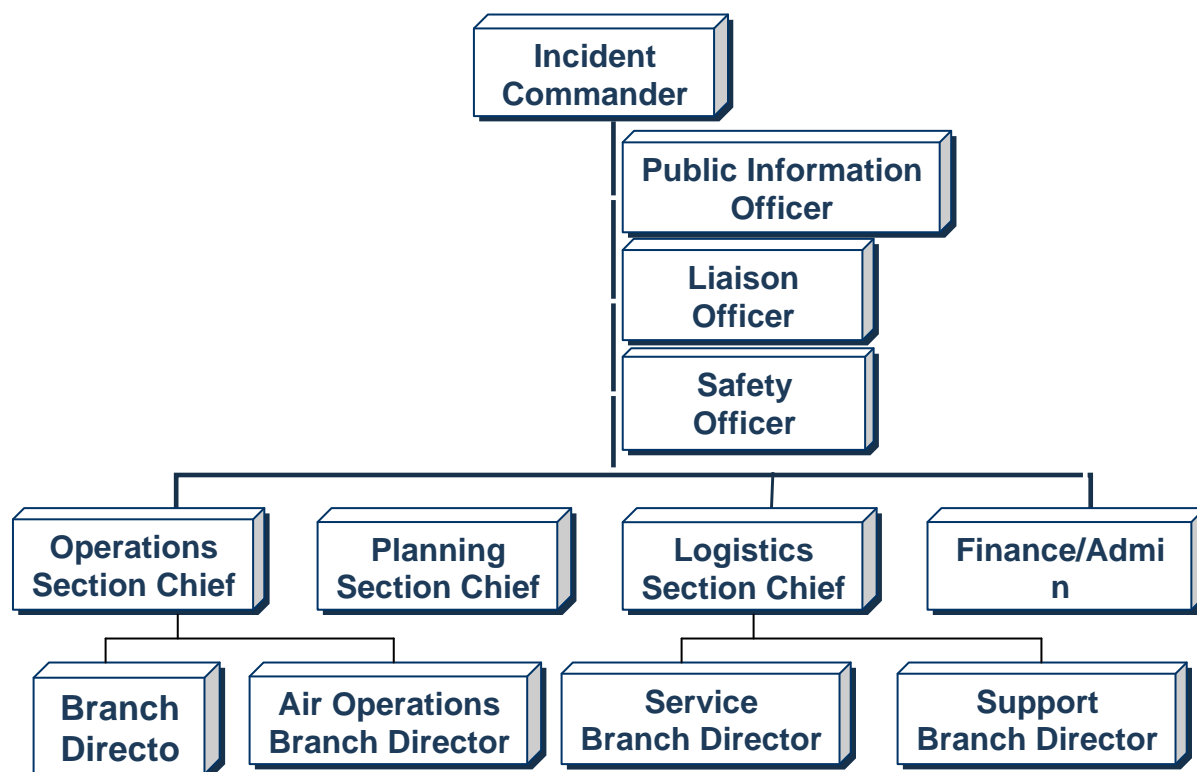 Incident
Commander
Public Information
Officer
Liaison
Officer
Safety
Officer
Operations
Section Chief
Planning
Section Chief
Logistics
Section Chief
Finance/Admi
n
Branch
Directo
Air Operations
Branch Director
Service
Branch Director
Support
Branch Director